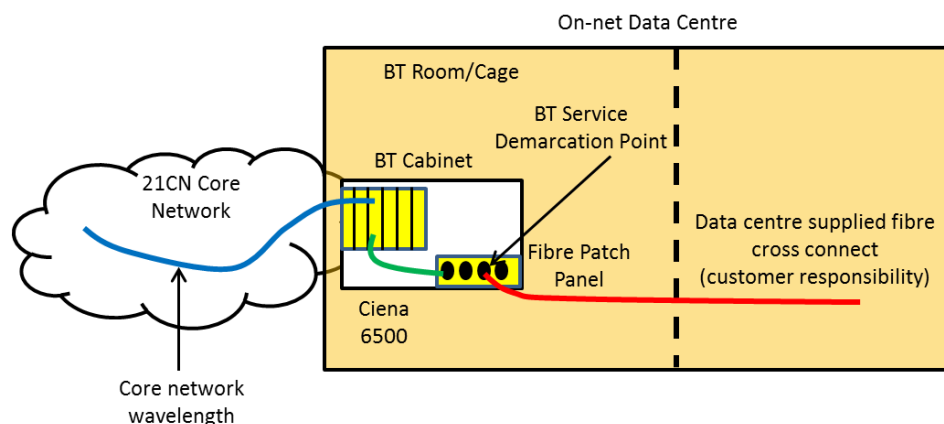 On-net Data Centre
BT Room/Cage
BT Service
Demarcation Point
BT Cabinet
21CN Core
Network
Data centre supplied fibre
cross connect
(customer responsibility)
Fibre Patch
Panel
Ciena
6500
Core network
wavelength